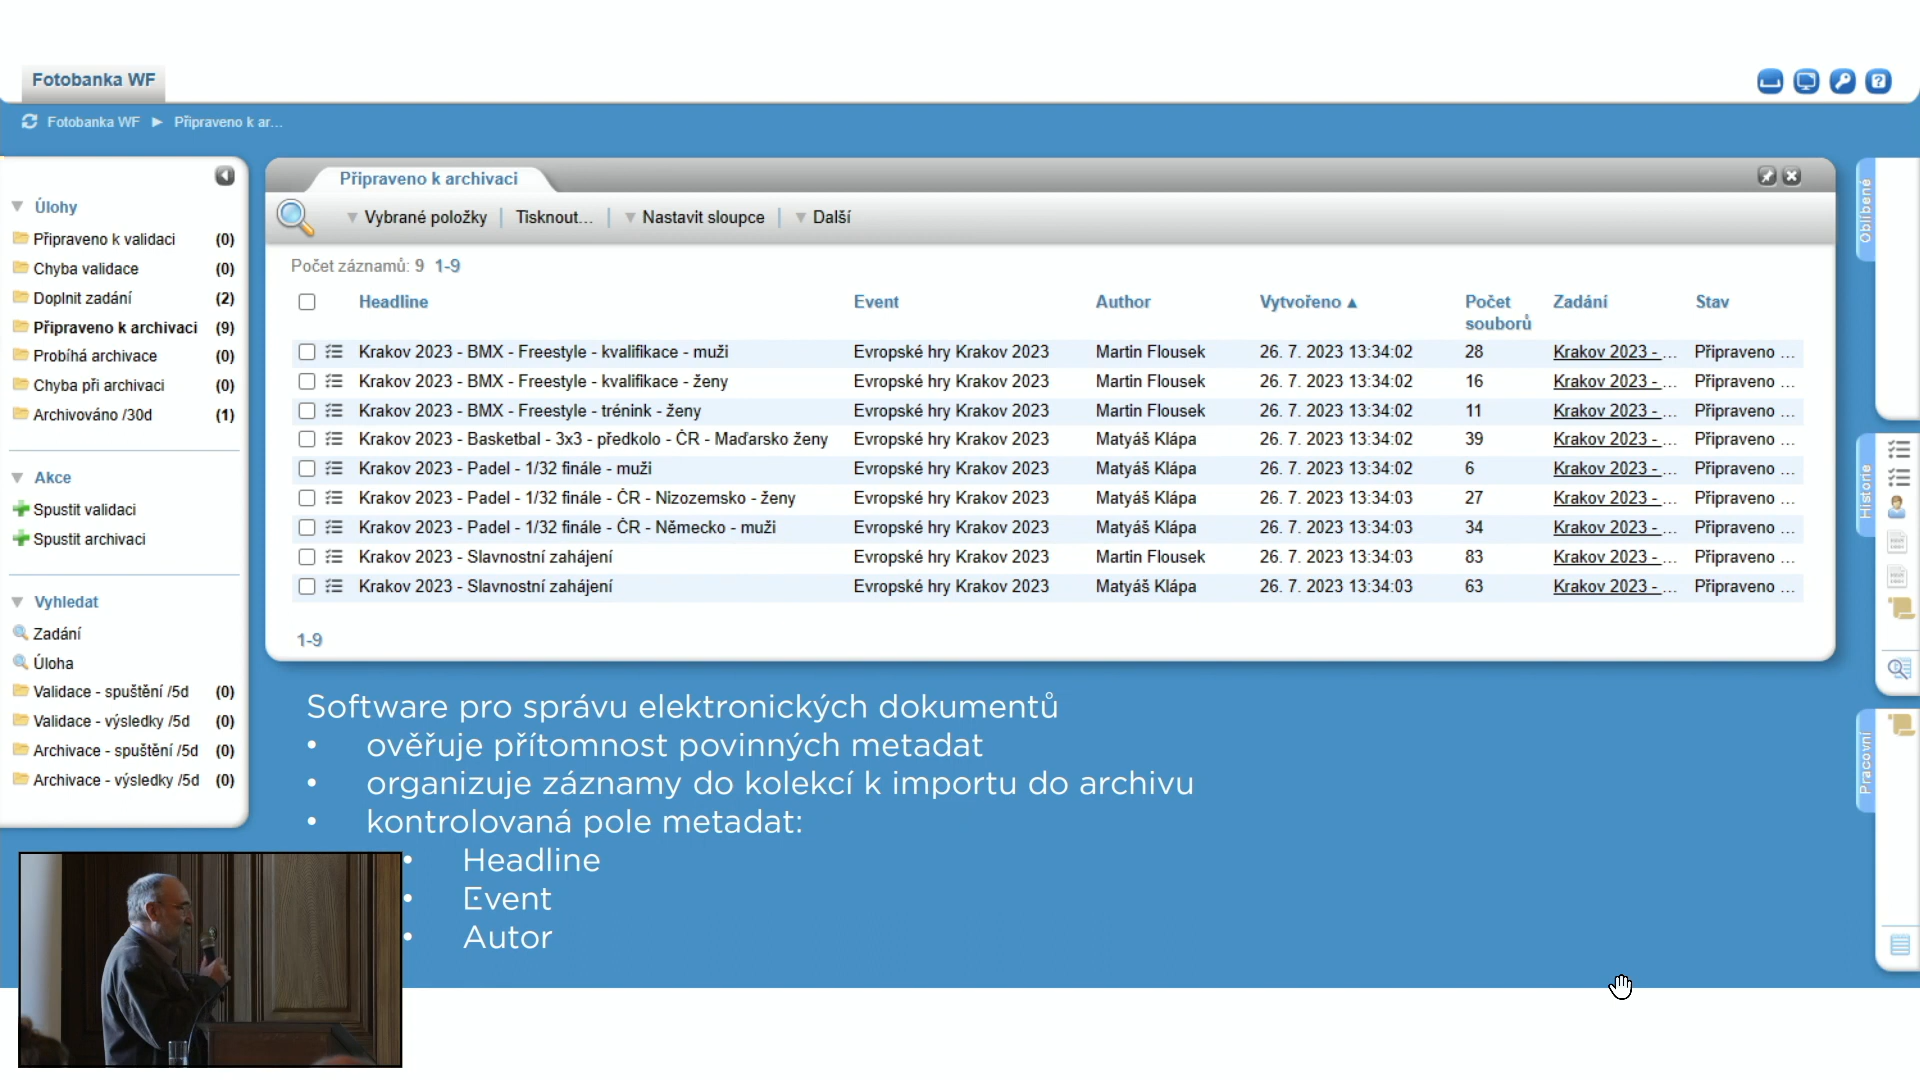 Fotobanka WF
Fotobanka WF ► Připraveno k ar...
Úlohy
Připraveno k validaci (0)
Chyba validace (0)
Doplnit zadání (2)
Připraveno k archivaci (9)
Probíhá archivace (0)
Chyba při archivaci (0)
Archivováno /30d (1)
Akce
Spustit validaci
Spustit archivaci
Vyhledat
Zadání
Úloha
Validace - spuštění /5d (0)
Validace - výsledky /5d (0)
Archivace - spuštění /5d (0)
Archivace - výsledky /5d (0)
Připraveno k archivaci
Vybrané položky | Tisknout... | Nastavit sloupce | Další
Počet záznamů: 9 1-9
Headline Event Author Vytvořeno ▲ Počet souborů Zadání Stav
Krakov 2023 - BMX - Freestyle - kvalifikace - muži Evropské hry Krakov 2023 Martin Flousek 26. 7. 2023 13:34:02 28 Krakov 2023 - ... Připraveno ...
Krakov 2023 - BMX - Freestyle - kvalifikace - ženy Evropské hry Krakov 2023 Martin Flousek 26. 7. 2023 13:34:02 16 Krakov 2023 - ... Připraveno ...
Krakov 2023 - BMX - Freestyle - trénink - ženy Evropské hry Krakov 2023 Martin Flousek 26. 7. 2023 13:34:02 11 Krakov 2023 - ... Připraveno ...
Krakov 2023 - Basketbal - 3x3 - předkolo - ČR - Maďarsko ženy Evropské hry Krakov 2023 Matyáš Klápa 26. 7. 2023 13:34:02 39 Krakov 2023 - ... Připraveno ...
Krakov 2023 - Padel - 1/32 finále - muži Evropské hry Krakov 2023 Matyáš Klápa 26. 7. 2023 13:34:02 6 Krakov 2023 - ... Připraveno ...
Krakov 2023 - Padel - 1/32 finále - ČR - Nizozemsko - ženy Evropské hry Krakov 2023 Matyáš Klápa 26. 7. 2023 13:34:03 27 Krakov 2023 - ... Připraveno ...
Krakov 2023 - Padel - 1/32 finále - ČR - Německo - muži Evropské hry Krakov 2023 Matyáš Klápa 26. 7. 2023 13:34:03 34 Krakov 2023 - ... Připraveno ...
Krakov 2023 - Slavnostní zahájení Evropské hry Krakov 2023 Martin Flousek 26. 7. 2023 13:34:03 83 Krakov 2023 - ... Připraveno ...
Krakov 2023 - Slavnostní zahájení Evropské hry Krakov 2023 Matyáš Klápa 26. 7. 2023 13:34:03 63 Krakov 2023 - ... Připraveno ...
1-9
Oblíbené
Historie
Pracovní
Software pro správu elektronických dokumentů
• ověřuje přítomnost povinných metadat
• organizuje záznamy do kolekcí k importu do archivu
• kontrolovaná pole metadat:
• Headline
• Event
• Autor